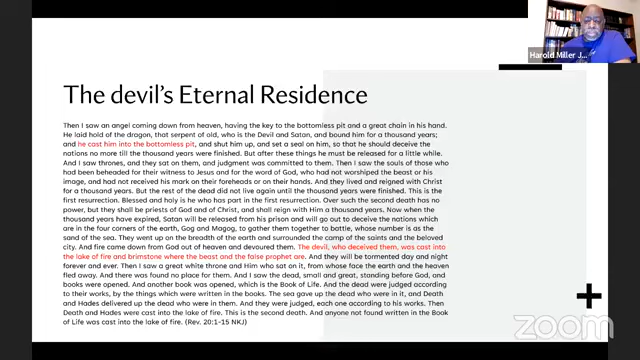 Harold Miller J...
The devil's Eternal Residence
Then I saw an angel coming down from heaven, having the key to the bottomless pit and a great chain in his hand.
He laid hold of the dragon, that serpent of old, who is the Devil and Satan, and bound him for a thousand years;
and he cast him into the bottomless pit, and shut him up, and set a seal on him, so that he should deceive the
nations no more till the thousand years were finished. But after these things he must be released for a little while.
And I saw thrones, and they sat on them, and judgment was committed to them. Then I saw the souls of those who
had been beheaded for their witness to Jesus and for the word of God, who had not worshiped the beast or his
image, and had not received his mark on their foreheads or on their hands. And they lived and reigned with Christ
for a thousand years. But the rest of the dead did not live again until the thousand years were finished. This is
the first resurrection. Blessed and holy is he who has part in the first resurrection. Over such the second death has no
power, but they shall be priests of God and of Christ, and shall reign with Him a thousand years. Now when the
thousand years have expired, Satan will be released from his prison and will go out to deceive the nations which
are in the four corners of the earth, Gog and Magog, to gather them together to battle, whose number is as the
sand of the sea. They went up on the breadth of the earth and surrounded the camp of the saints and the beloved
city. And fire came down from God out of heaven and devoured them. The devil, who deceived them, was cast into
the lake of fire and brimstone where the beast and the false prophet are. And they will be tormented day and night
forever and ever. Then I saw a great white throne and Him who sat on it, from whose face the earth and the heaven
fled away. And there was found no place for them. And I saw the dead, small and great, standing before God, and
books were opened. And another book was opened, which is the Book of Life. And the dead were judged according
to their works, by the things which were written in the books. The sea gave up the dead who were in it, and Death
and Hades delivered up the dead who were in them. And they were judged, each one according to his works. Then
Death and Hades were cast into the lake of fire. This is the second death. And anyone not found written in the Book
of Life was cast into the lake of fire. (Rev. 20:1-15 NKJ)
zoom